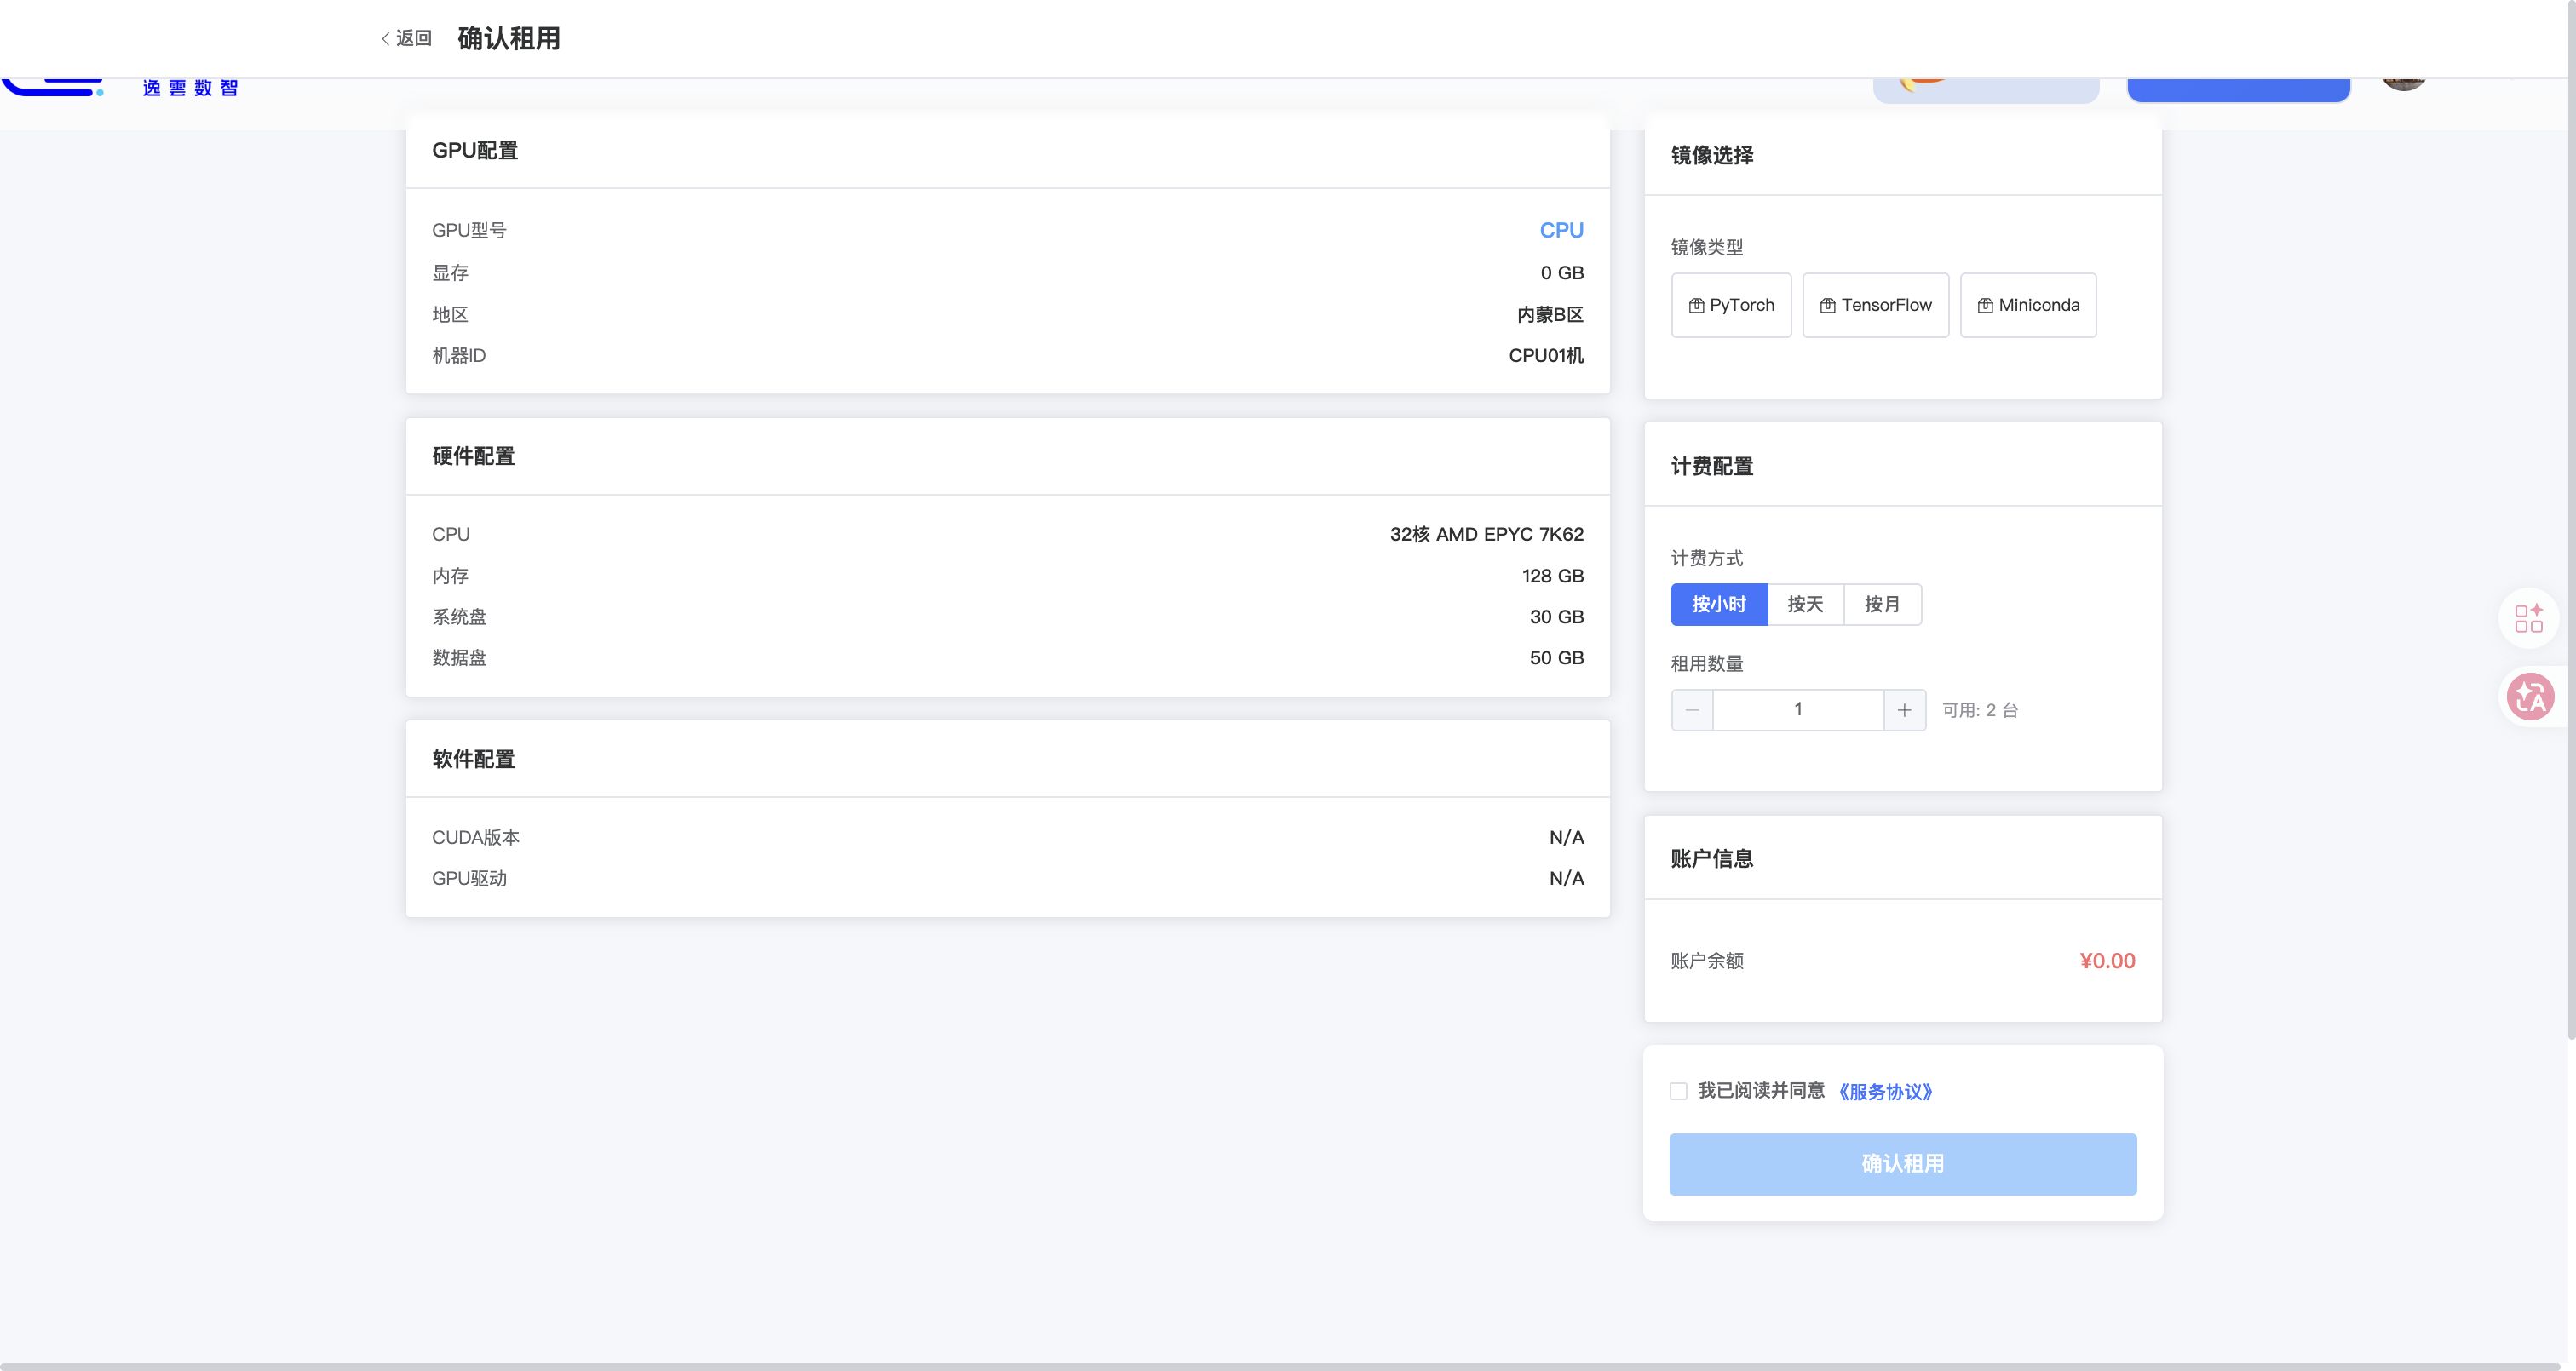 返回
确认租用
逸雲数智
GPU配置
GPU型号
CPU
显存
0 GB
地区
内蒙B区
机器ID
CPU01机
硬件配置
CPU
32核 AMD EPYC 7K62
内存
128 GB
系统盘
30 GB
数据盘
50 GB
软件配置
CUDA版本
N/A
GPU驱动
N/A
镜像选择
镜像类型
PyTorch
TensorFlow
Miniconda
计费配置
计费方式
按小时
按天
按月
租用数量
1
可用: 2 台
账户信息
账户余额
¥0.00
我已阅读并同意 《服务协议》
确认租用